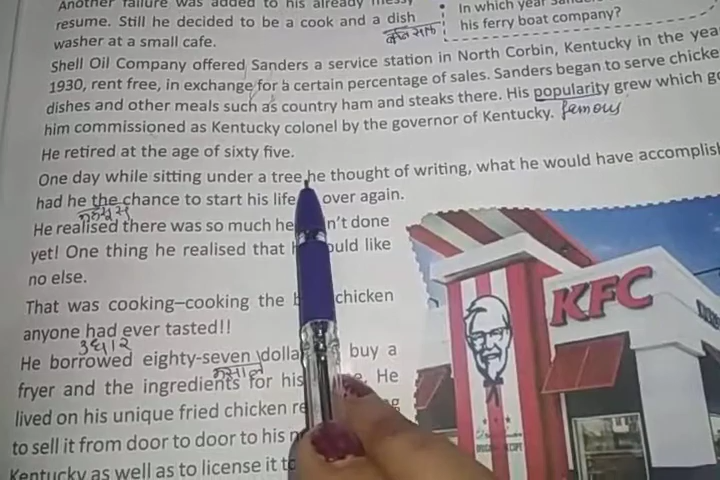 Another failure was added to his already messy
resume. Still he decided to be a cook and a dish
washer at a small cafe.
• In which year
his ferry boat company?
Shell Oil Company offered Sanders a service station in North Corbin, Kentucky in the
1930, rent free, in exchange for a certain percentage of sales. Sanders began to serve
dishes and other meals such as country ham and steaks there. His popularity grew which
him commissioned as Kentucky colonel by the governor of Kentucky. famous
He retired at the age of sixty five.
One day while sitting under a tree he thought of writing, what he would have
had he the chance to start his life over again.
He realised there was so much he n't done
yet! One thing he realised that ould like
no else.
That was cooking–cooking the chicken
anyone had ever tasted!!
उधार
He borrowed eighty-seven buy a
मसाले
fryer and the ingredients for his He
lived on his unique fried chicken
to sell it from door to door to his
Kentucky as well as to license it
KFC